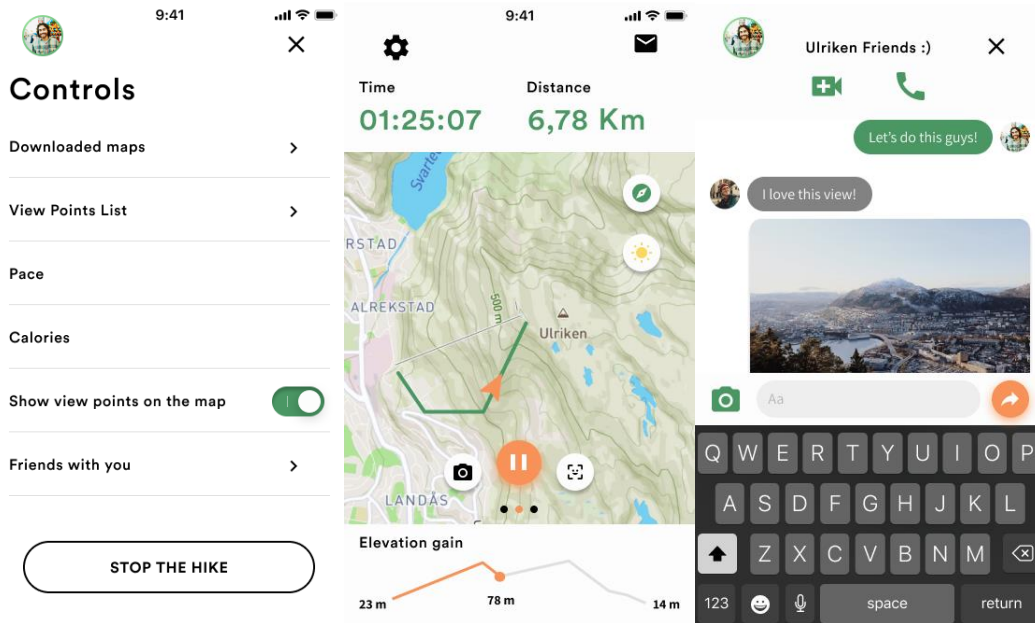 9:41
Controls
Downloaded maps
View Points List
Pace
Calories
Show view points on the map
Friends with you
STOP THE HIKE
9:41
Time
Distance
01:25:07
6,78 Km
RSTAD
ALREKSTAD
500 m
Ulriken
LANDÅS
Elevation gain
23 m
78 m
14 m
Ulriken Friends :)
Let's do this guys!
I love this view!
Aa
Q W E R T Y U I O P
A S D F G H J K L
Z X C V B N M
123
space
return